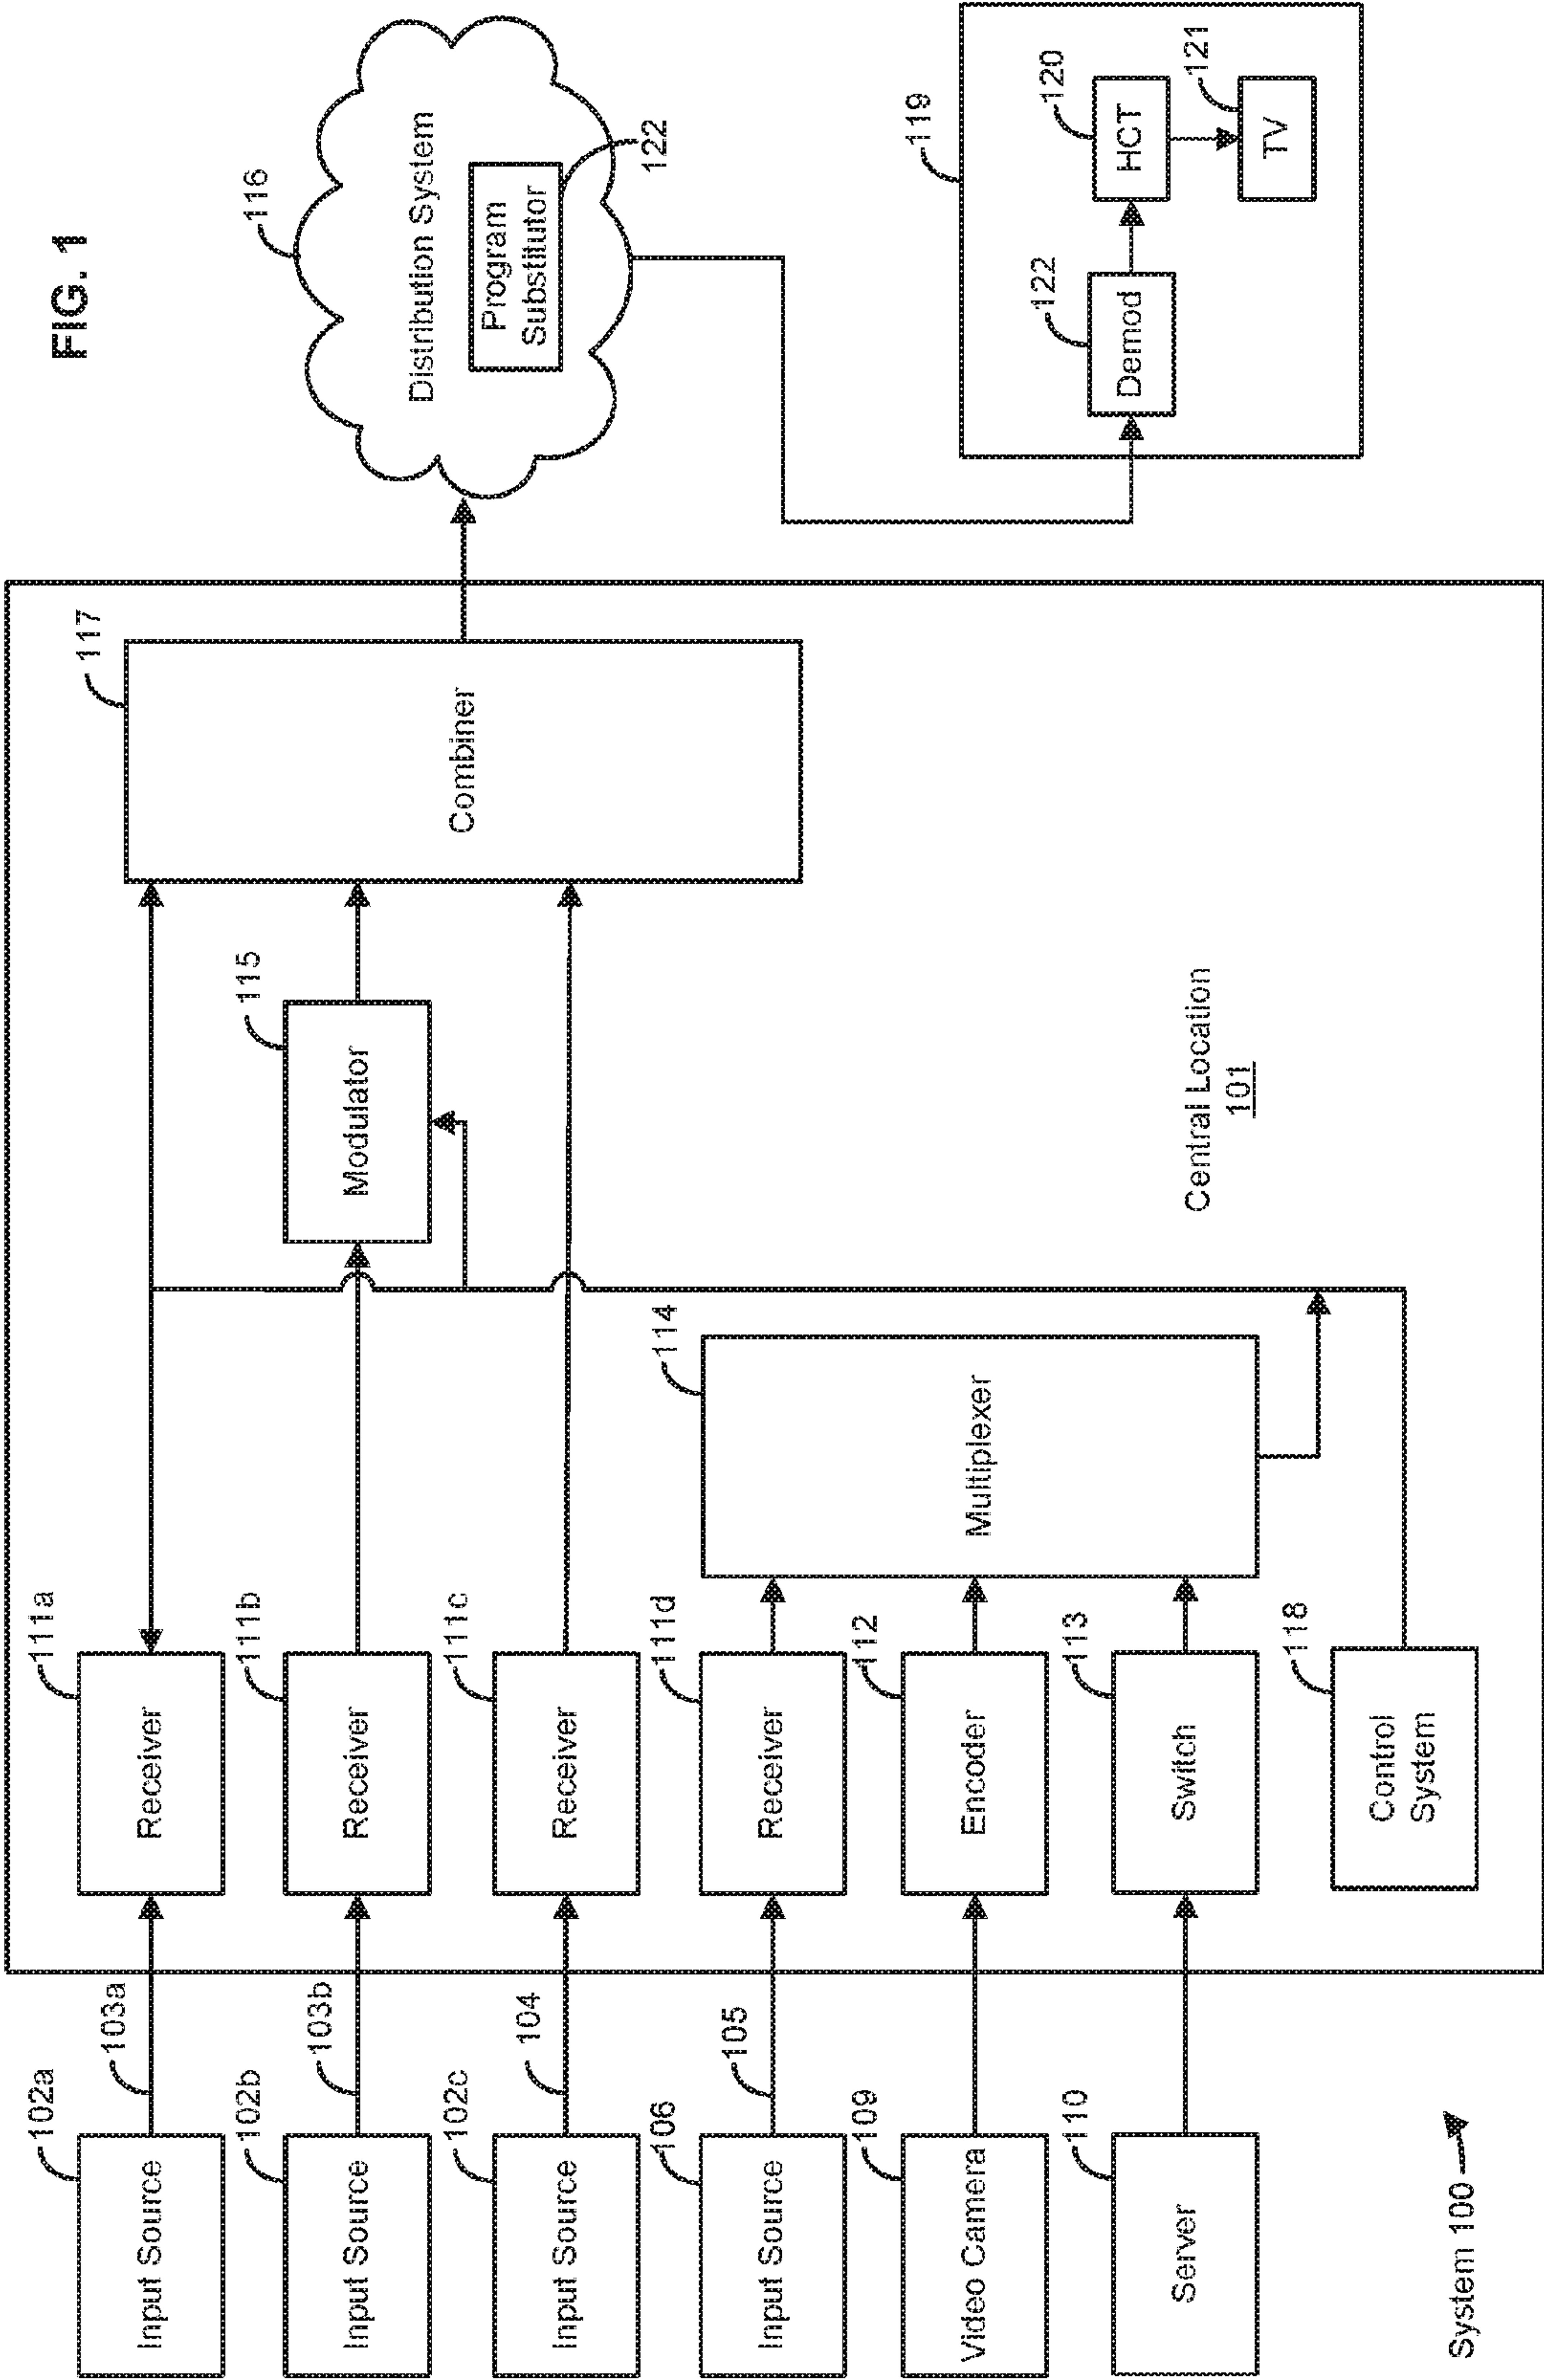 FIG. 1
102a
Input Source
103a
111a
Receiver
102b
Input Source
103b
111b
Receiver
115
Modulator
102c
Input Source
104
111c
Receiver
117
Combiner
106
Input Source
105
111d
Receiver
114
Multiplexer
109
Video Camera
112
Encoder
110
Server
113
Switch
118
Control
System
Central Location
101
116
Distribution System
Program
Substitutor
122
119
122
Demod
120
HCT
121
TV
System 100